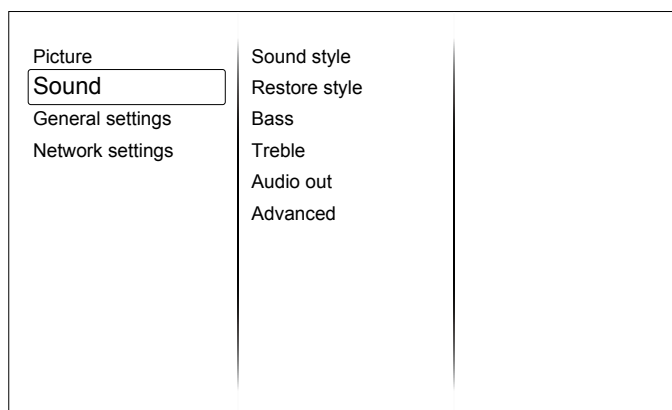 Picture
Sound
General settings
Network settings
Sound style
Restore style
Bass
Treble
Audio out
Advanced